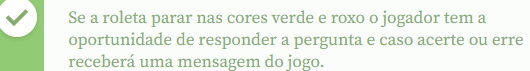 Se a roleta parar nas cores verde e roxo o jogador tem a
oportunidade de responder a pergunta e caso acerte ou erre
receberá uma mensagem do jogo.